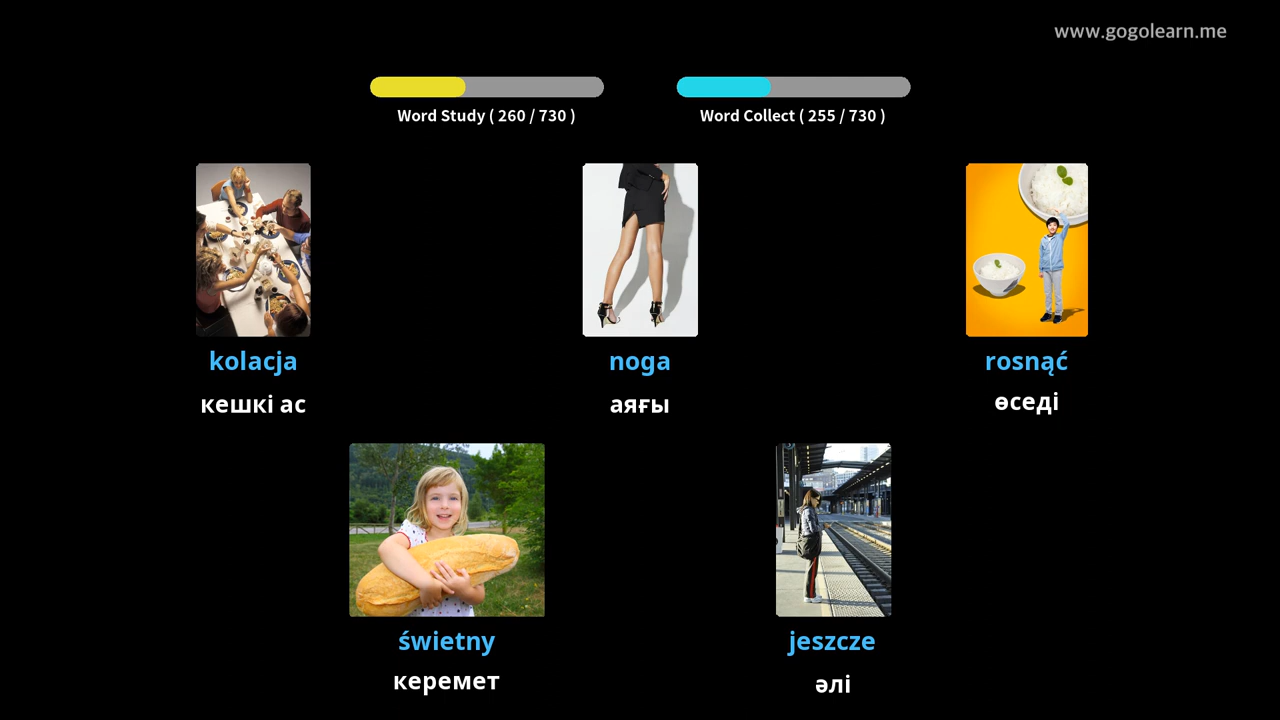 www.gogolearn.me
Word Study ( 260 / 730 )
Word Collect ( 255 / 730 )
kolacja
кешкі ас
noga
аяғы
rosnąć
өседі
świetny
керемет
jeszcze
әлі